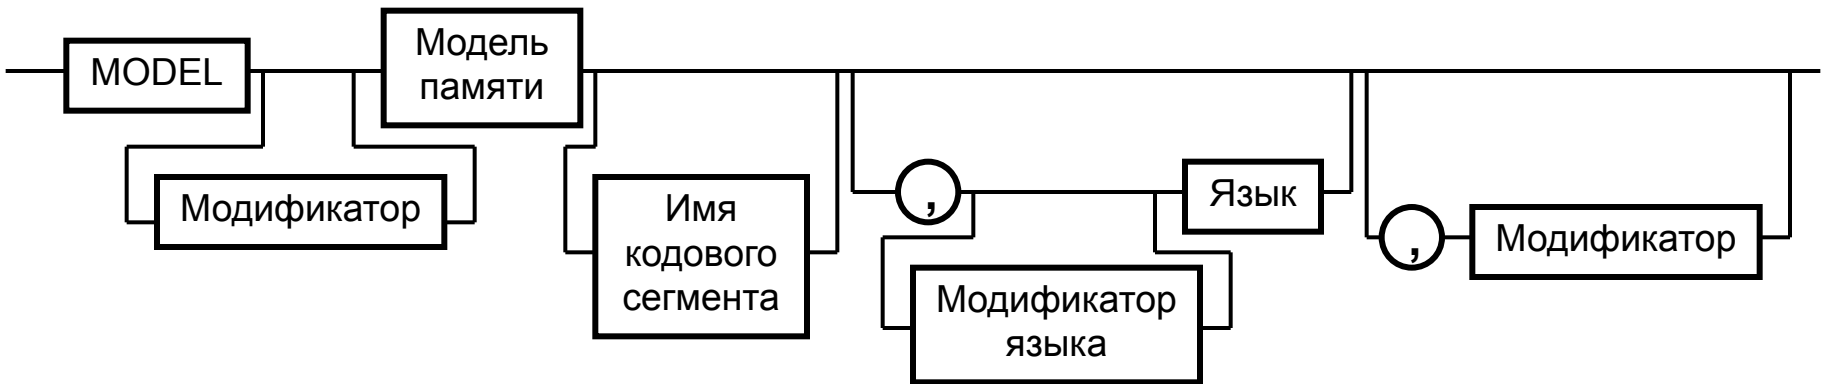 MODEL
Модификатор
Модель
памяти
Имя
кодового
сегмента
,
Модификатор
языка
Язык
,
Модификатор